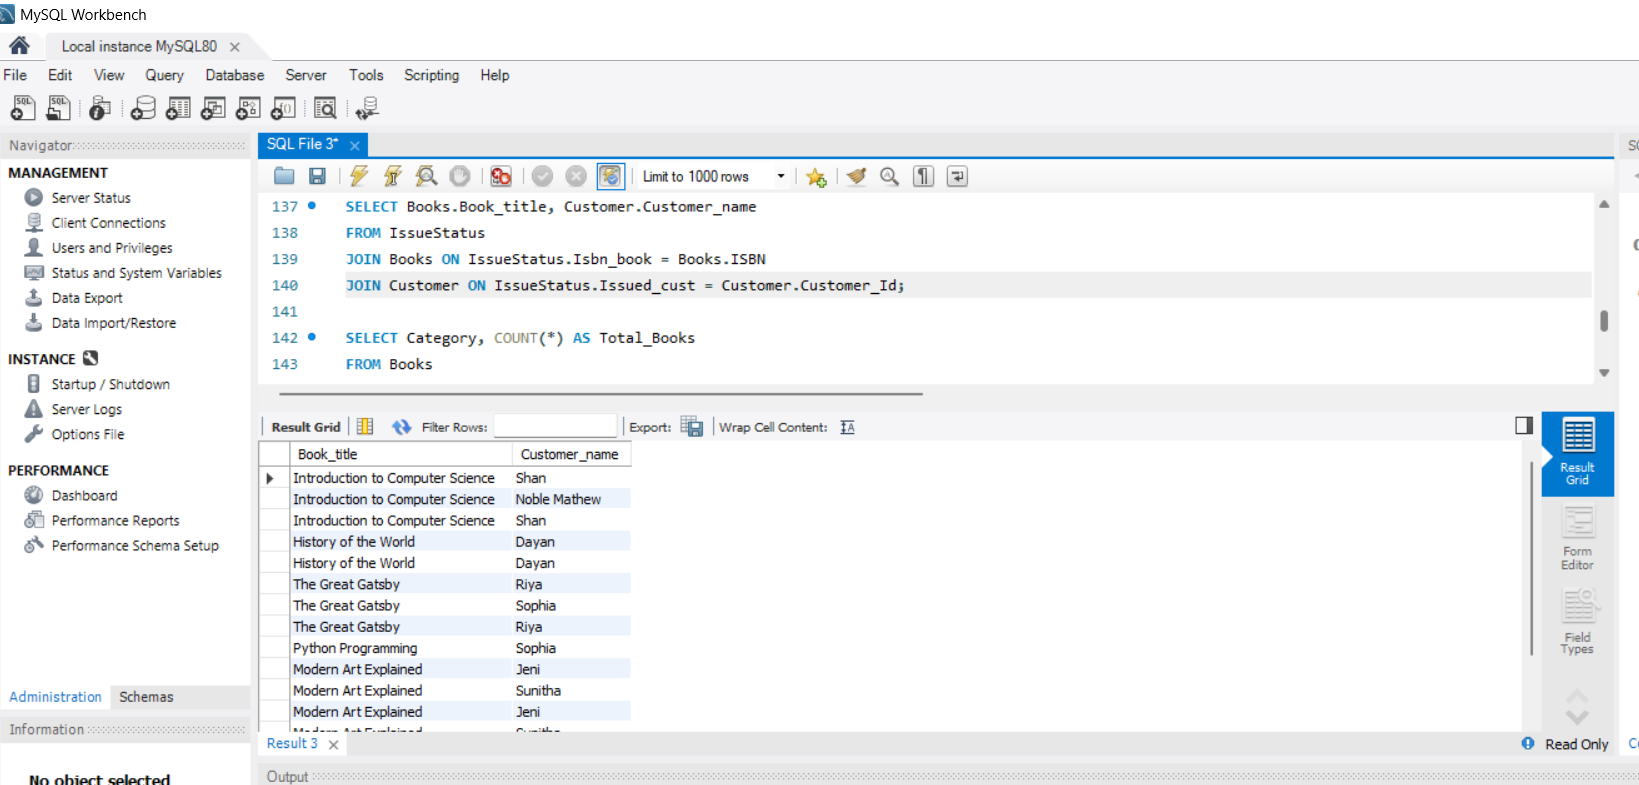 MySQL Workbench
Local instance MySQL80
File Edit View Query Database Server Tools Scripting Help
Navigator
MANAGEMENT
Server Status
Client Connections
Users and Privileges
Status and System Variables
Data Export
Data Import/Restore
INSTANCE
Startup / Shutdown
Server Logs
Options File
PERFORMANCE
Dashboard
Performance Reports
Performance Schema Setup
Administration Schemas
Information
No object selected
SQL File 3*
Limit to 1000 rows
137 SELECT Books.Book_title, Customer.Customer_name
138 FROM IssueStatus
139 JOIN Books ON IssueStatus.Isbn_book = Books.ISBN
140 JOIN Customer ON IssueStatus.Issued_cust = Customer.Customer_Id;
141
142 SELECT Category, COUNT(*) AS Total_Books
143 FROM Books
Result Grid Filter Rows: Export: Wrap Cell Content:
Book_title Customer_name
Introduction to Computer Science Shan
Introduction to Computer Science Noble Mathew
Introduction to Computer Science Shan
History of the World Dayan
History of the World Dayan
The Great Gatsby Riya
The Great Gatsby Sophia
The Great Gatsby Riya
Python Programming Sophia
Modern Art Explained Jeni
Modern Art Explained Sunitha
Modern Art Explained Jeni
Modern Art Explained Sunitha
Result
Grid
Form
Editor
Field
Types
Result 3
Read Only
Output